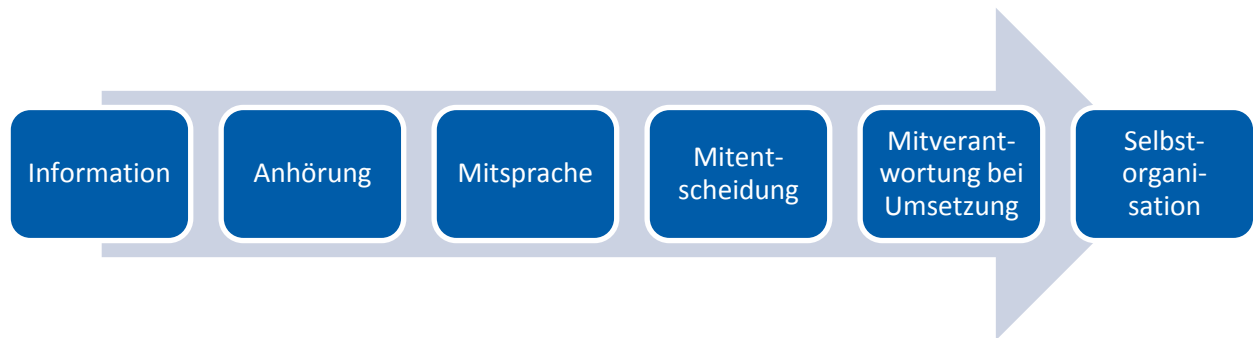 Information
Anhörung
Mitsprache
Mitent-
scheidung
Mitverant-
wortung bei
Umsetzung
Selbst-
organi-
sation